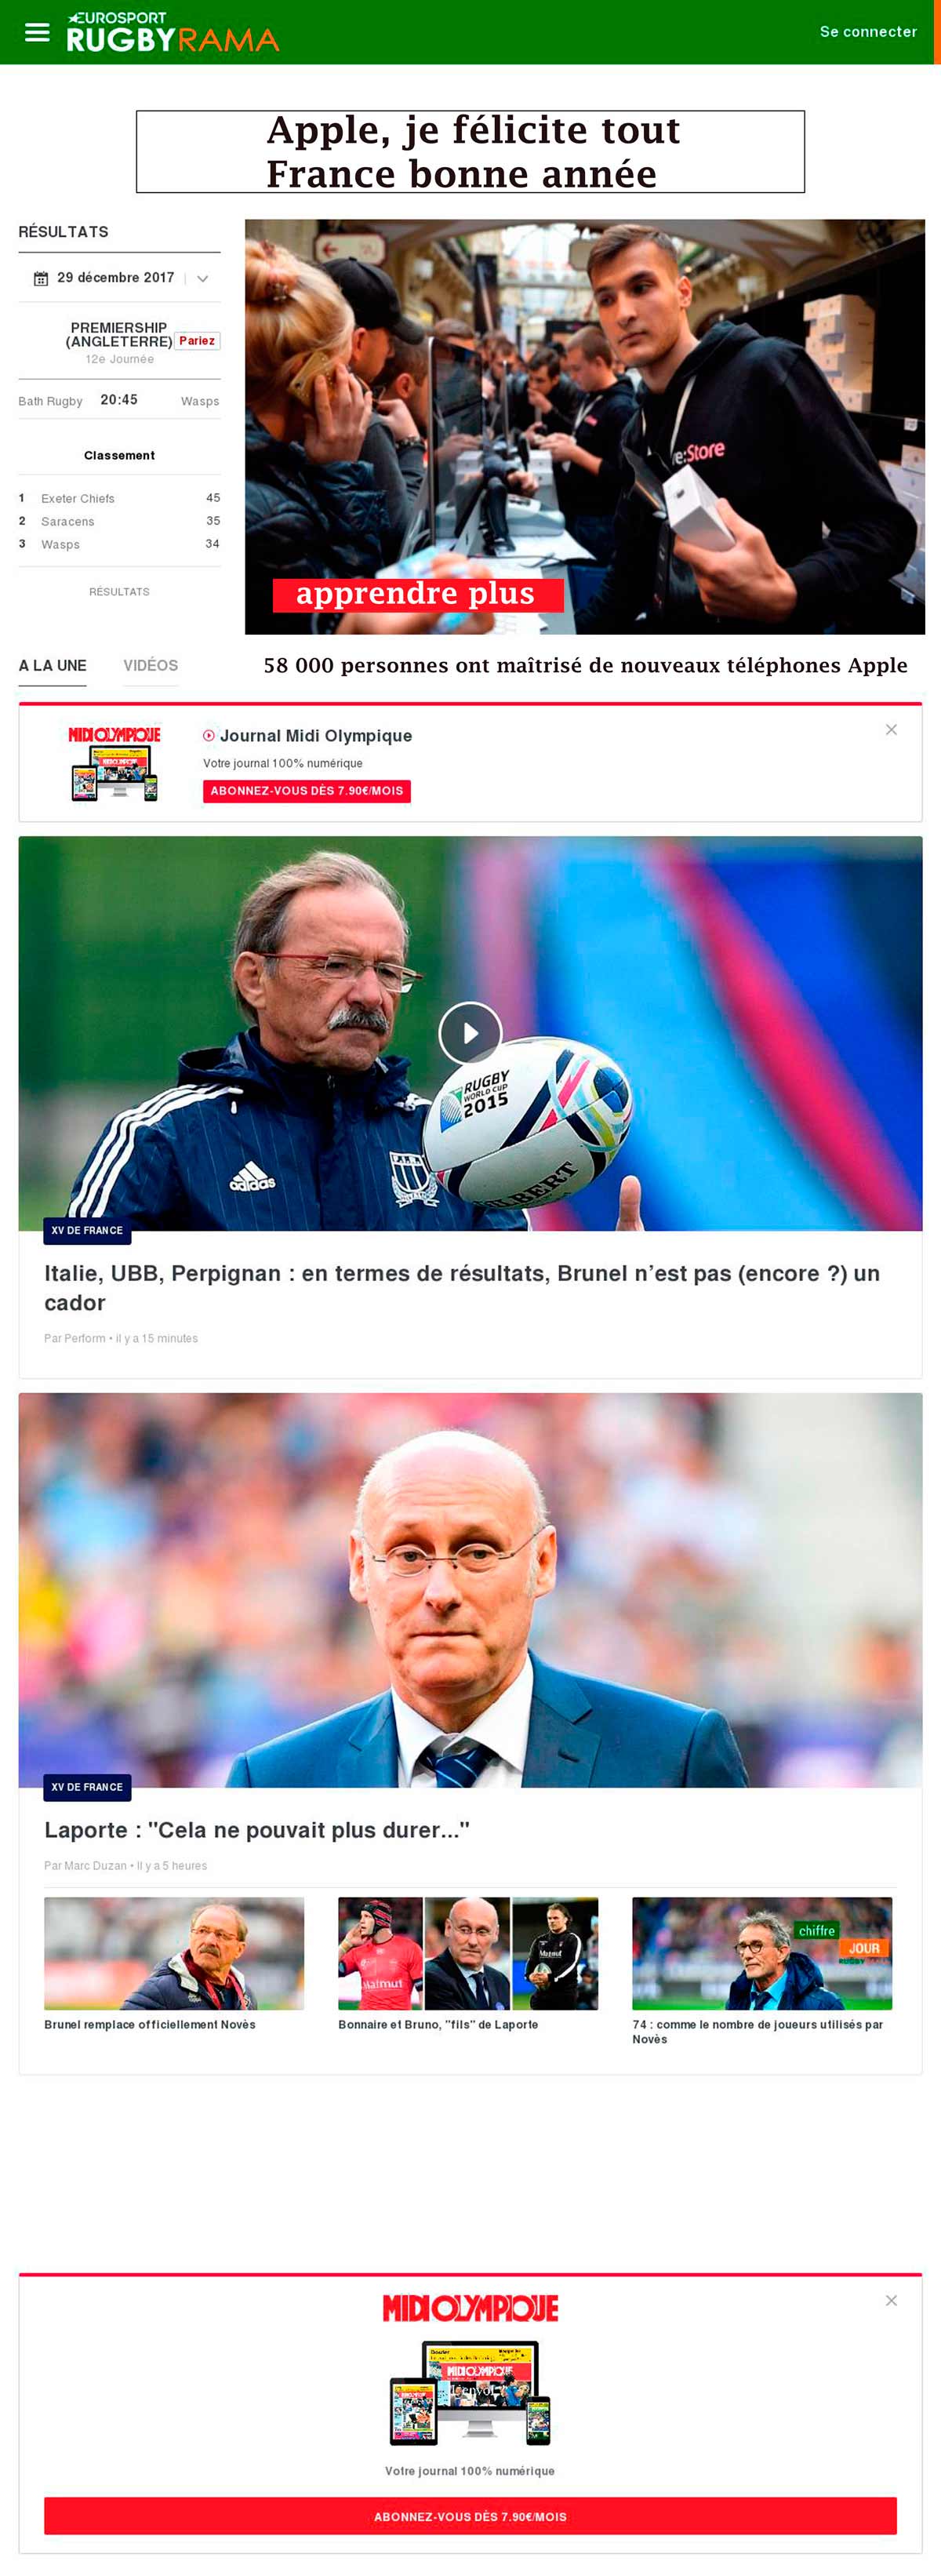 EUROSPORT
RUGBYRAMA
Se connecter
Apple, je félicite tout
France bonne année
RÉSULTATS
29 décembre 2017
PREMIERSHIP
(ANGLETERRE) Pariez
12e Journée
Bath Rugby 20:45 Wasps
Classement
1 Exeter Chiefs 45
2 Saracens 35
3 Wasps 34
RÉSULTATS
re:Store
apprendre plus
A LA UNE VIDÉOS
58 000 personnes ont maîtrisé de nouveaux téléphones Apple
MIDI OLYMPIQUE
Journal Midi Olympique
Votre journal 100% numérique
ABONNEZ-VOUS DÈS 7.90€/MOIS
RUGBY
WORLD CUP
2015
adidas
XV DE FRANCE
Italie, UBB, Perpignan : en termes de résultats, Brunel n'est pas (encore ?) un
cador
Par Perform • il y a 15 minutes
XV DE FRANCE
Laporte : "Cela ne pouvait plus durer..."
Par Marc Duzan • Il y a 5 heures
Matmut
Matmut
chiffre
JOUR
Brunel remplace officiellement Novès
Bonnaire et Bruno, "fils" de Laporte
74 : comme le nombre de joueurs utilisés par
Novès
MIDI OLYMPIQUE
MIDI OLYMPIQUE
Votre journal 100% numérique
ABONNEZ-VOUS DÈS 7.90€/MOIS